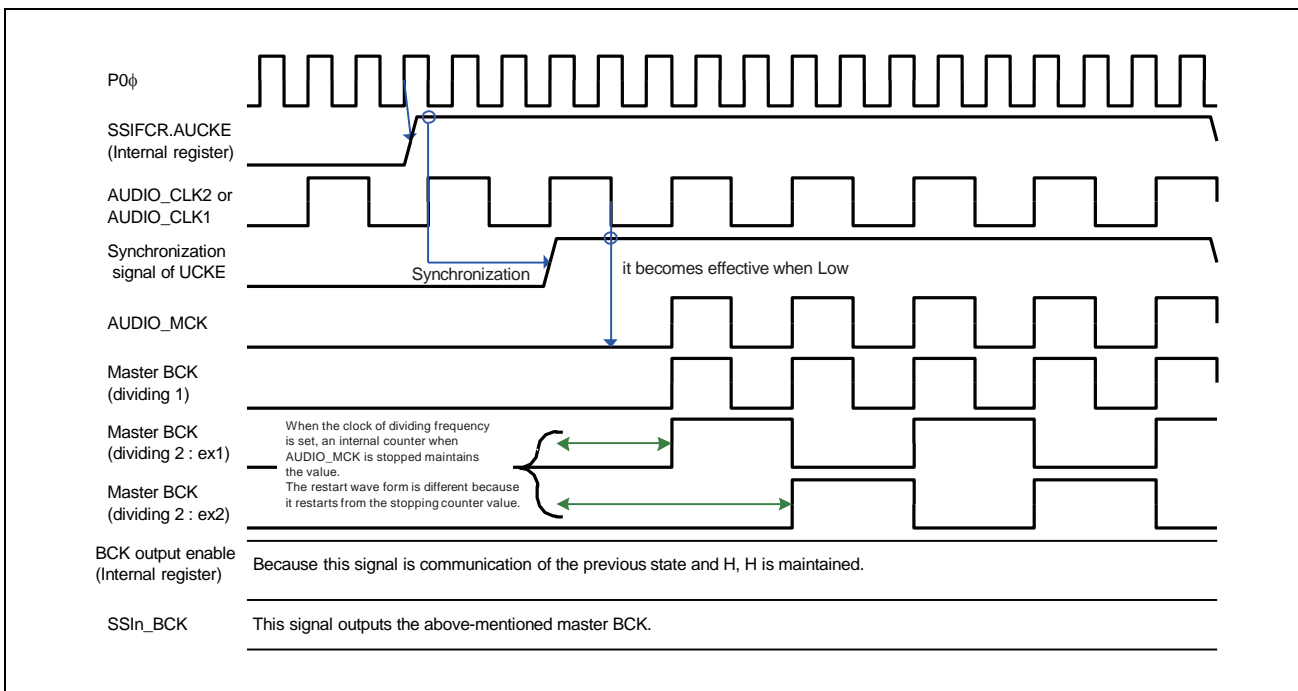 P0ϕ
SSIFCR.AUCKE
(Internal register)
AUDIO_CLK2 or
AUDIO_CLK1
Synchronization
signal of UCKE
Synchronization
it becomes effective when Low
AUDIO_MCK
Master BCK
(dividing 1)
Master BCK
(dividing 2 : ex1)
When the clock of dividing frequency
is set, an internal counter when
AUDIO_MCK is stopped maintains
the value.
The restart wave form is different because
it restarts from the stopping counter value.
Master BCK
(dividing 2 : ex2)
BCK output enable
(Internal register)
Because this signal is communication of the previous state and H, H is maintained.
SSIn_BCK
This signal outputs the above-mentioned master BCK.